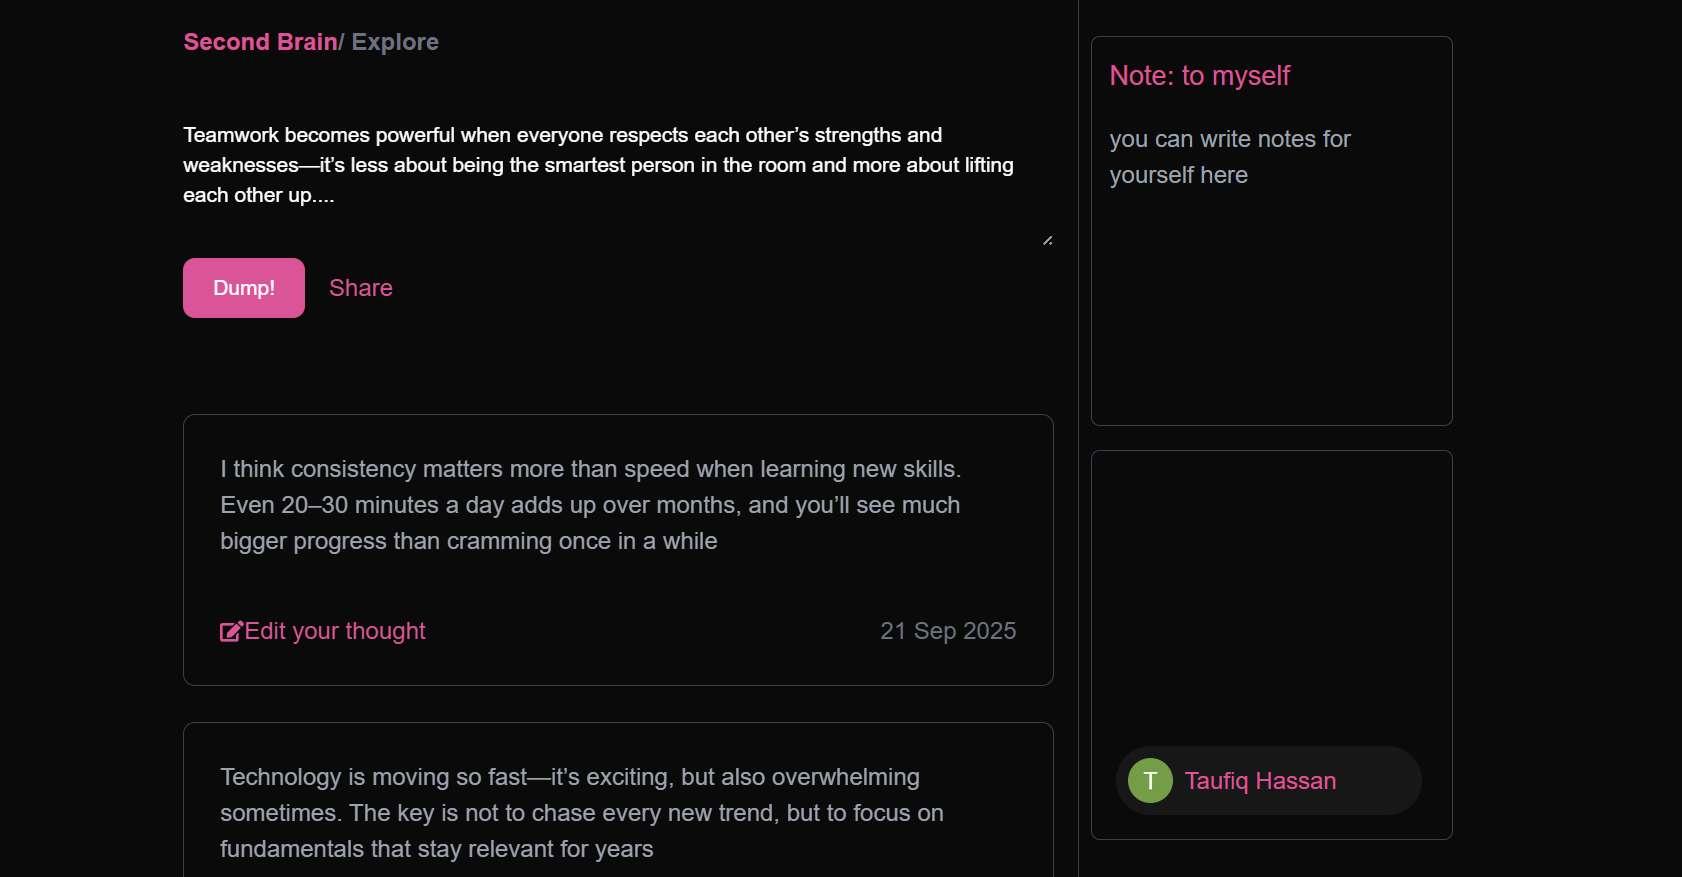 Second Brain/ Explore
Teamwork becomes powerful when everyone respects each other’s strengths and
weaknesses—it’s less about being the smartest person in the room and more about lifting
each other up....
Dump! Share
I think consistency matters more than speed when learning new skills.
Even 20–30 minutes a day adds up over months, and you’ll see much
bigger progress than cramming once in a while
Edit your thought 21 Sep 2025
Technology is moving so fast—it’s exciting, but also overwhelming
sometimes. The key is not to chase every new trend, but to focus on
fundamentals that stay relevant for years
Note: to myself
you can write notes for
yourself here
T Taufiq Hassan